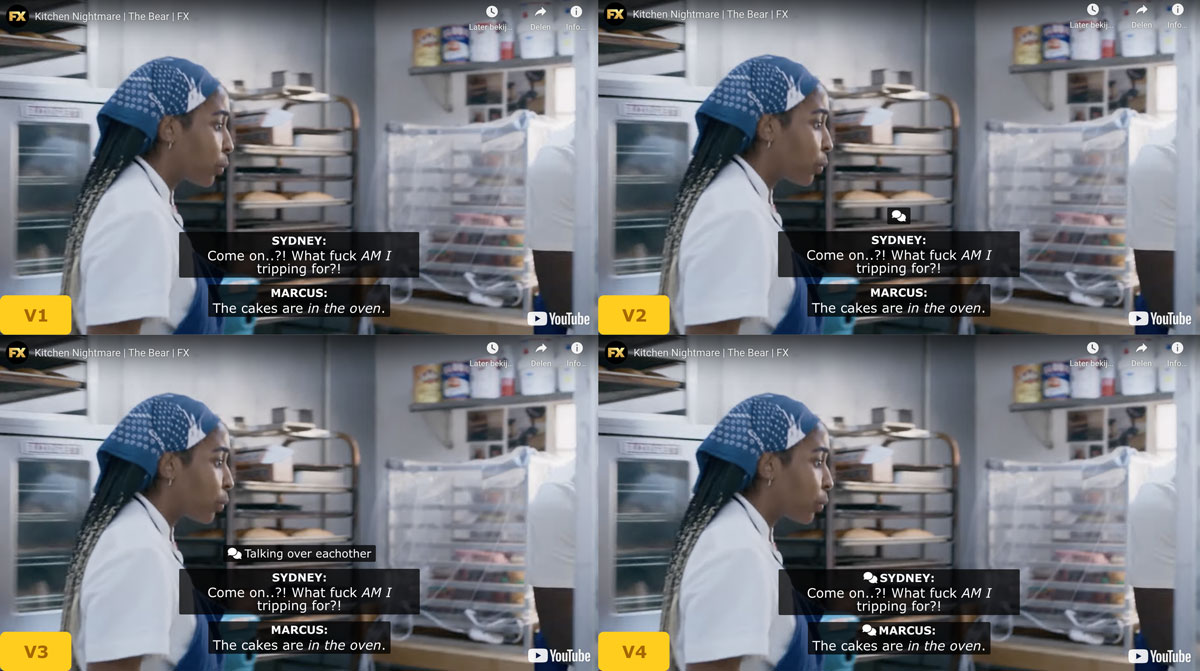 FX Kitchen Nightmare | The Bear | FX
Later bekij...
Delen
Info...
SYDNEY:
Come on..?! What fuck AM I
tripping for?!
MARCUS:
The cakes are in the oven.
V1
YouTube
FX Kitchen Nightmare | The Bear | FX
Later bekij...
Delen
Info...
SYDNEY:
Come on..?! What fuck AM I
tripping for?!
MARCUS:
The cakes are in the oven.
V2
YouTube
FX Kitchen Nightmare | The Bear | FX
Later bekij...
Delen
Info...
Talking over eachother
SYDNEY:
Come on..?! What fuck AM I
tripping for?!
MARCUS:
The cakes are in the oven.
V3
YouTube
FX Kitchen Nightmare | The Bear | FX
Later bekij...
Delen
Info...
SYDNEY:
Come on..?! What fuck AM I
tripping for?!
MARCUS:
The cakes are in the oven.
V4
YouTube